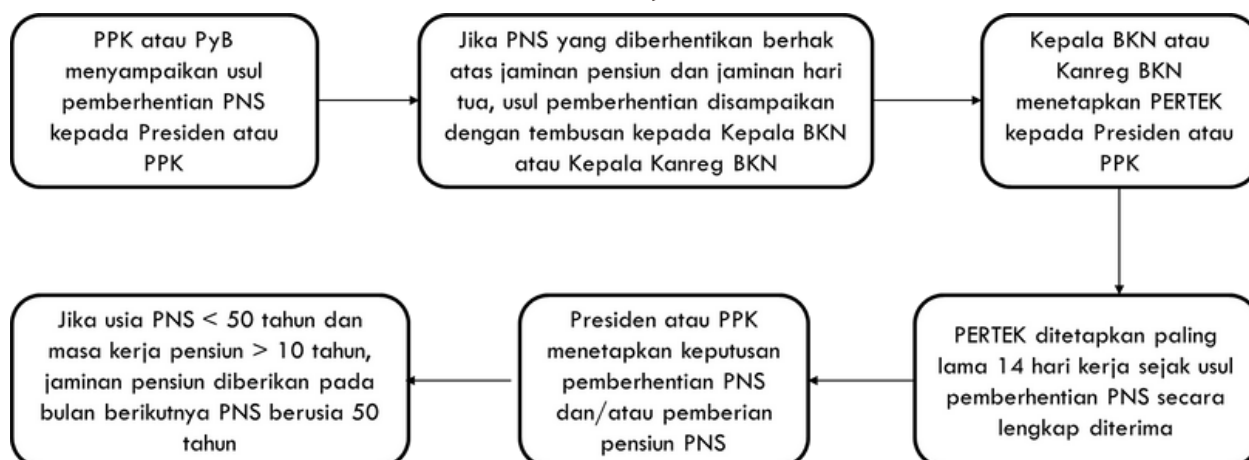 PPK atau PyB
menyampaikan usul
pemberhentian PNS
kepada Presiden atau
PPK
Jika PNS yang diberhentikan berhak
atas jaminan pensiun dan jaminan hari
tua, usul pemberhentian disampaikan
dengan tembusan kepada Kepala BKN
atau Kepala Kanreg BKN
Kepala BKN atau
Kanreg BKN
menetapkan PERTEK
kepada Presiden atau
PPK
PERTEK ditetapkan paling
lama 14 hari kerja sejak usul
pemberhentian PNS secara
lengkap diterima
Presiden atau PPK
menetapkan keputusan
pemberhentian PNS
dan/atau pemberian
pensiun PNS
Jika usia PNS < 50 tahun dan
masa kerja pensiun > 10 tahun,
jaminan pensiun diberikan pada
bulan berikutnya PNS berusia 50
tahun